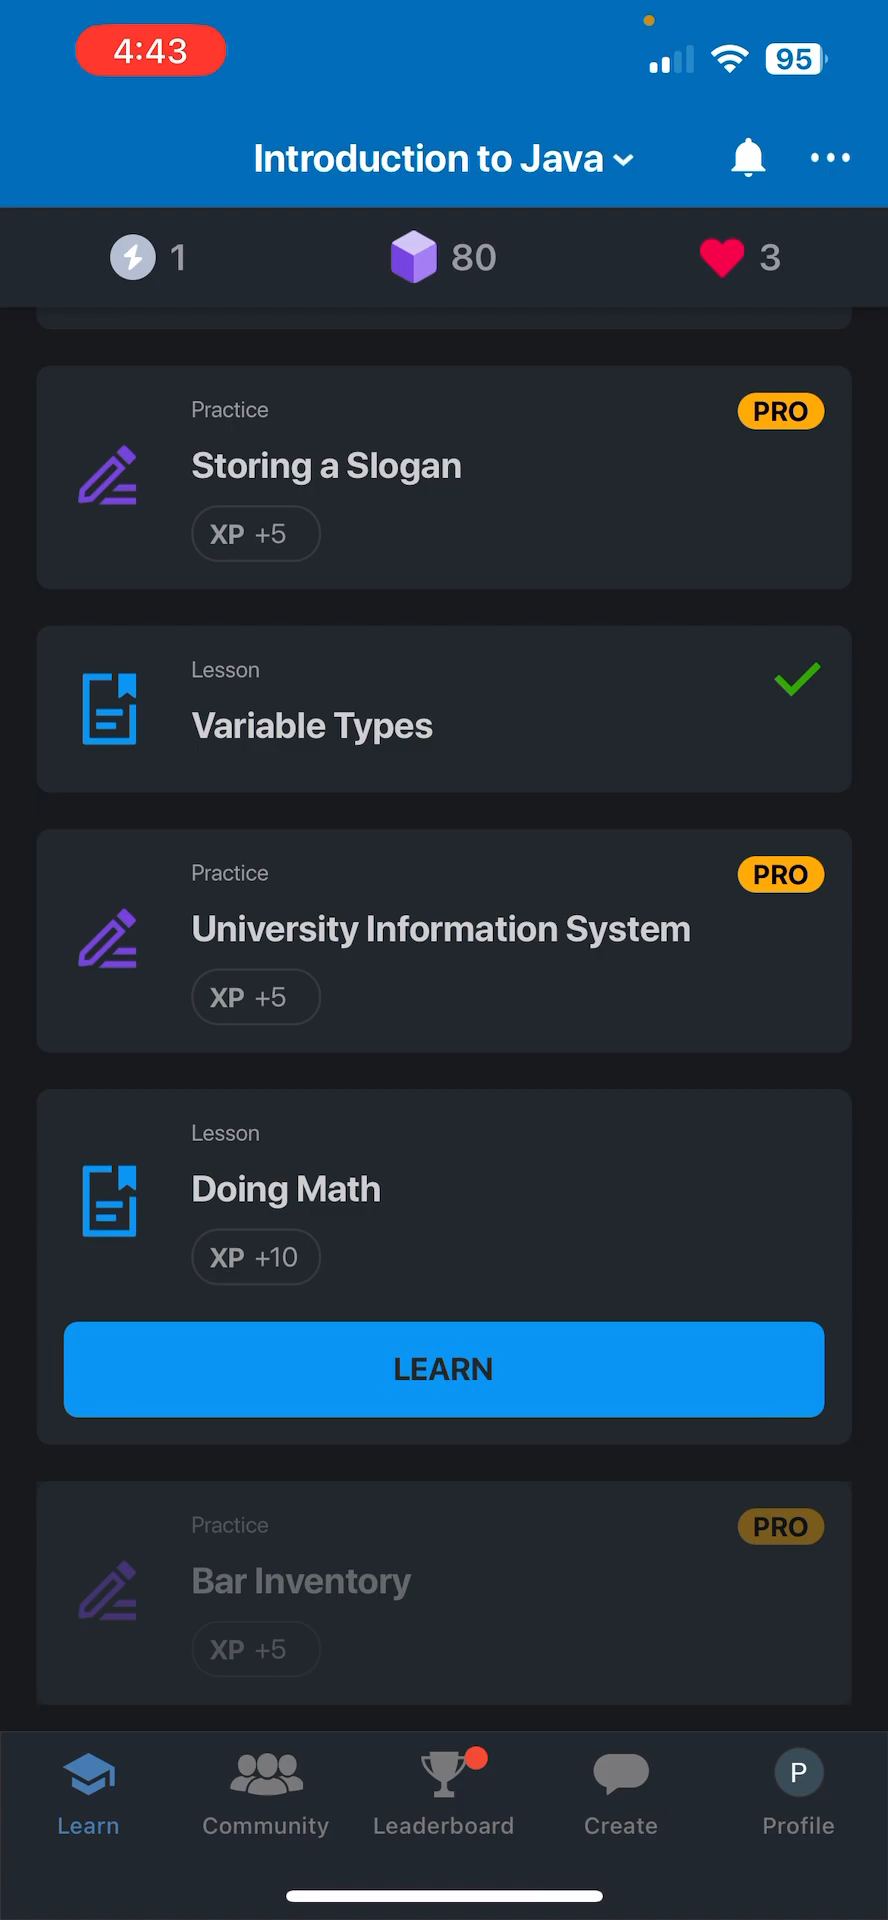 4:43
95
Introduction to Java
1
80
3
Practice
PRO
Storing a Slogan
XP +5
Lesson
Variable Types
Practice
PRO
University Information System
XP +5
Lesson
Doing Math
XP +10
LEARN
Practice
PRO
Bar Inventory
XP +5
P
Learn
Community
Leaderboard
Create
Profile